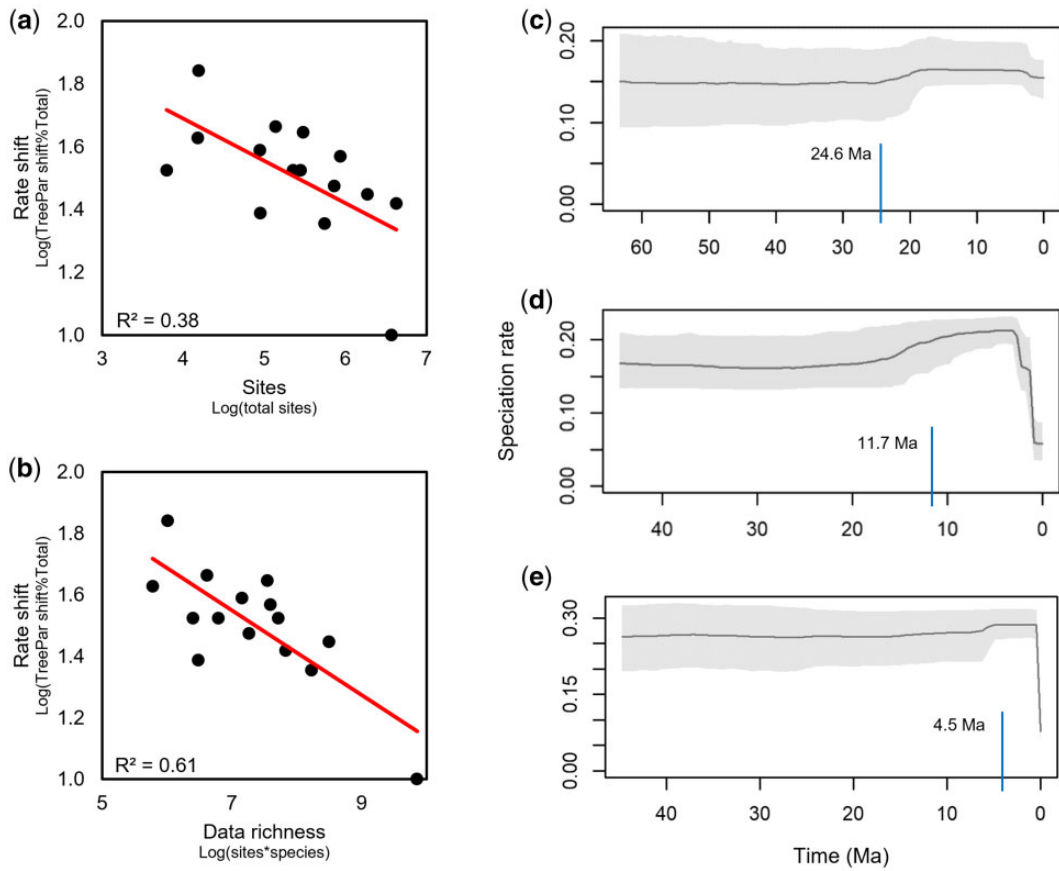 (a)
2.0
1.8
1.6
1.4
1.2
1.0
Rate shift
Log(TreePar shift%Total)
R² = 0.38
3 4 5 6 7
Sites
Log(total sites)
(b)
2.0
1.8
1.6
1.4
1.2
1.0
Rate shift
Log(TreePar shift%Total)
R² = 0.61
5 7 9
Data richness
Log(sites*species)
(c)
0.20
0.10
0.00
24.6 Ma
60 50 40 30 20 10 0
(d)
Speciation rate
0.20
0.10
0.00
11.7 Ma
40 30 20 10 0
(e)
0.30
0.15
0.00
4.5 Ma
40 30 20 10 0
Time (Ma)